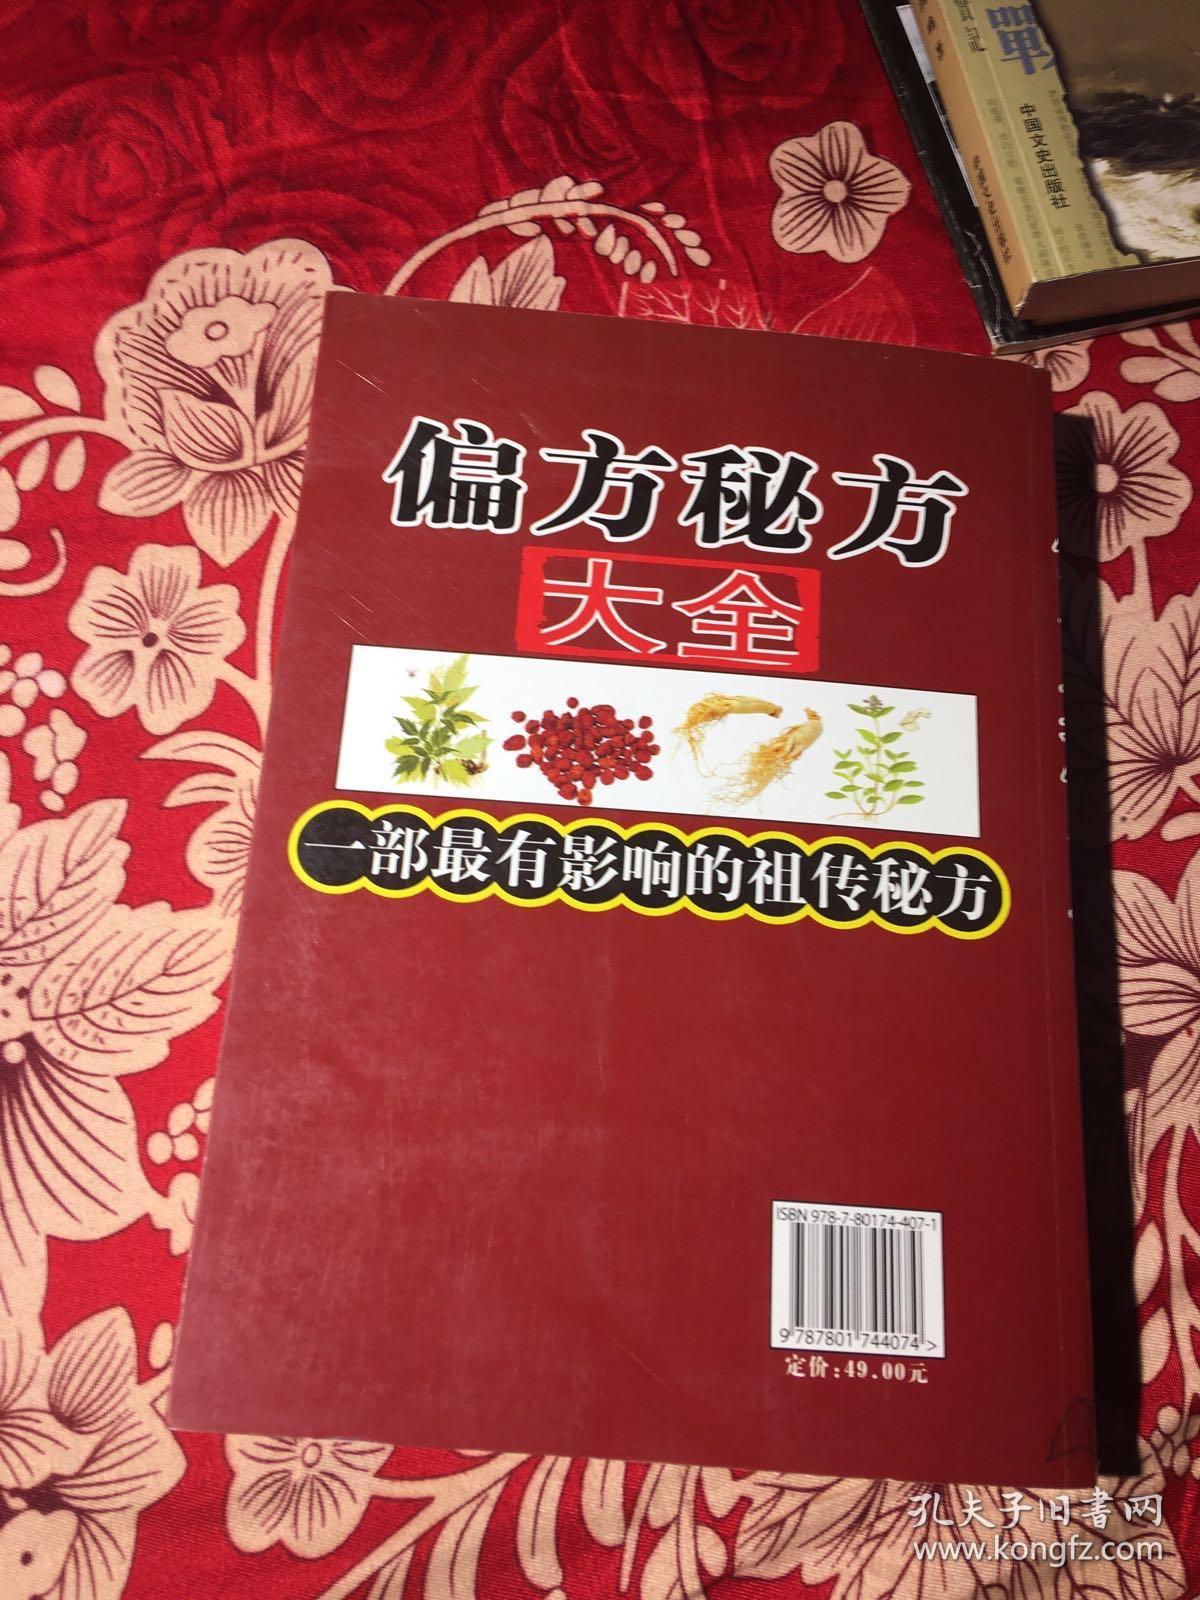 中国文史出版社
偏方秘方
大全
一部最有影响的祖传秘方
ISBN 978-7-80174-407-1
9 787801 744074 >
定价:49.00元
孔夫子旧书网
www.kongfz.com